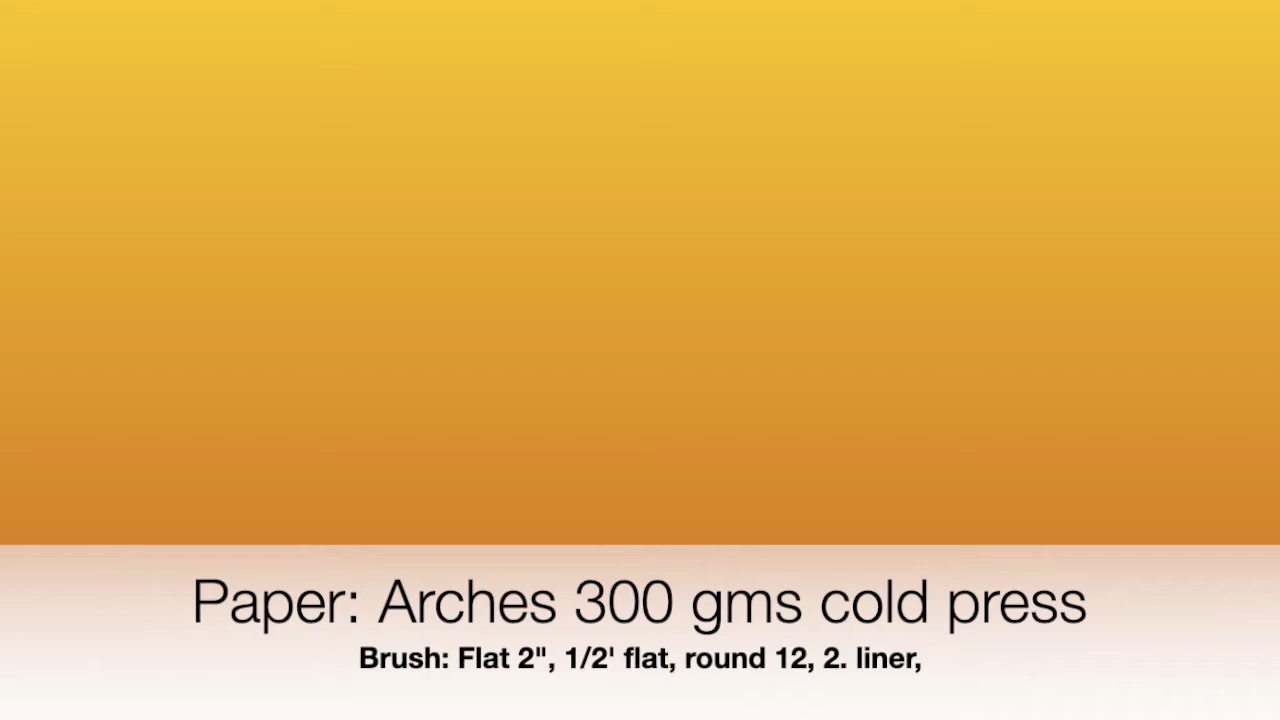 Paper: Arches 300 gms cold press
Brush: Flat 2", 1/2' flat, round 12, 2. liner,